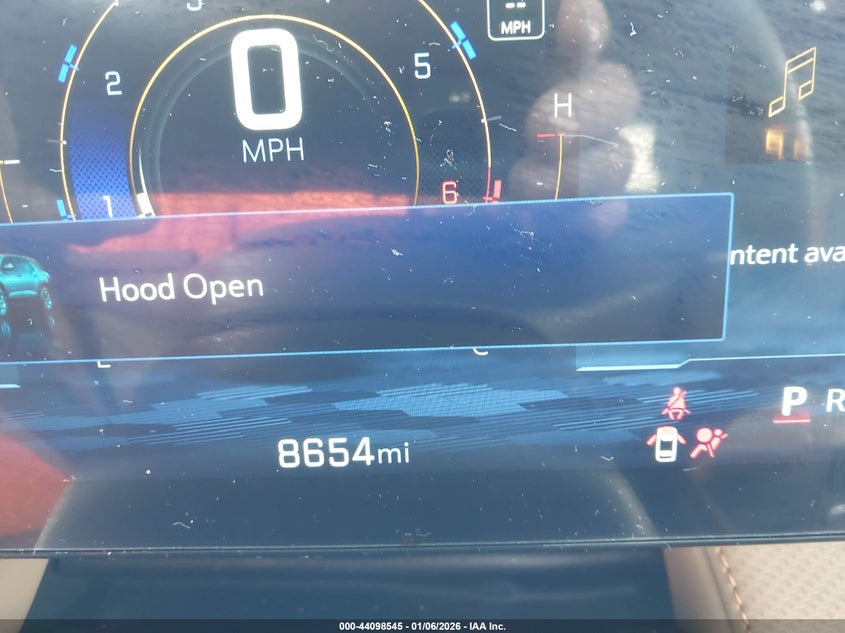 --
MPH
2
5
0
H
MPH
1
6
ntent ava
Hood Open
P R
8654mi
000-44098545 - 01/06/2026 - IAA Inc.